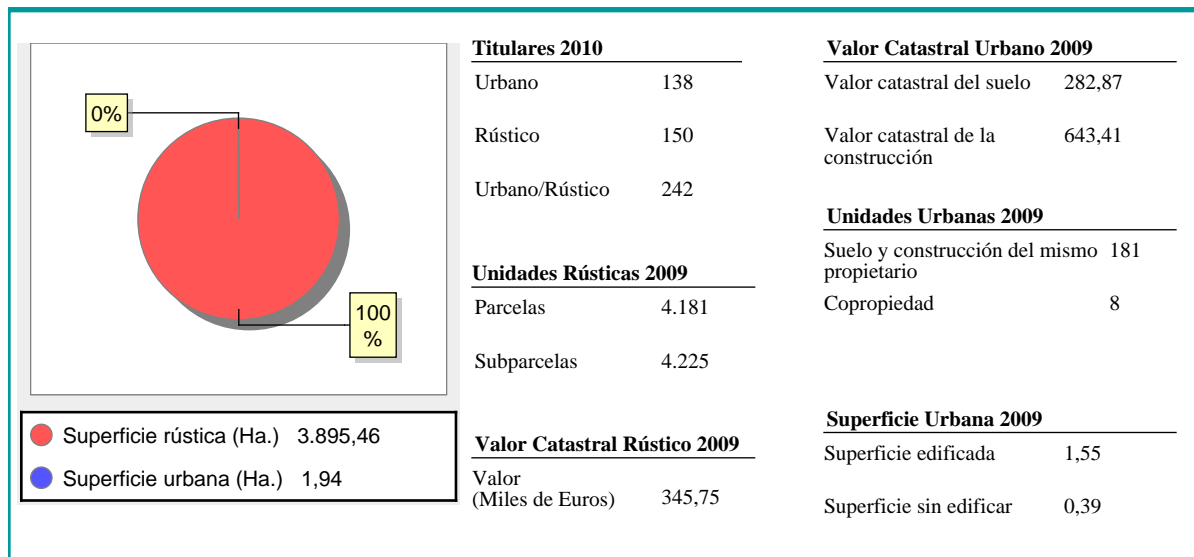 0%
100
%
Superficie rústica (Ha.) 3.895,46
Superficie urbana (Ha.) 1,94
Titulares 2010
Urbano 138
Rústico 150
Urbano/Rústico 242
Unidades Rústicas 2009
Parcelas 4.181
Subparcelas 4.225
Valor Catastral Rústico 2009
Valor
(Miles de Euros) 345,75
Valor Catastral Urbano 2009
Valor catastral del suelo 282,87
Valor catastral de la 643,41
construcción
Unidades Urbanas 2009
Suelo y construcción del mismo 181
propietario
Copropiedad 8
Superficie Urbana 2009
Superficie edificada 1,55
Superficie sin edificar 0,39